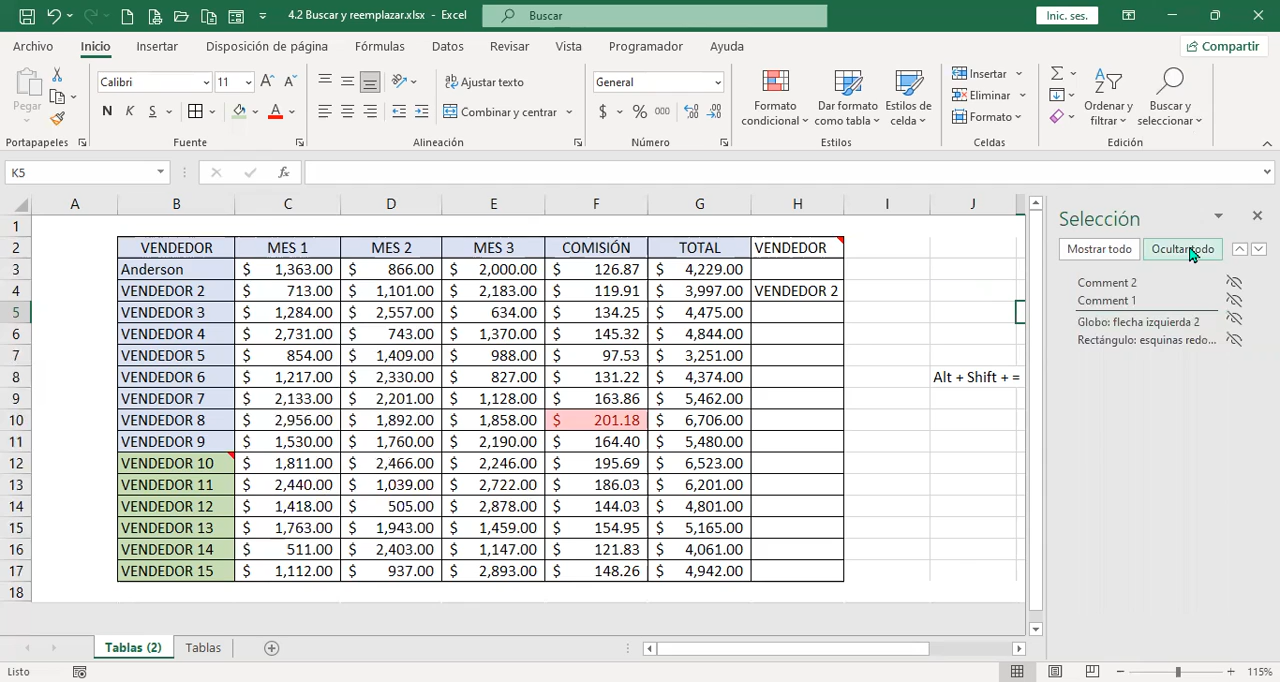 4.2 Buscar y reemplazar.xlsx - Excel
Buscar
Inic. ses.
Archivo Inicio Insertar Disposición de página Fórmulas Datos Revisar Vista Programador Ayuda
Compartir
Pegar
Calibri 11
N K S
Ajustar texto
Combinar y centrar
General
$ % 000
Formato condicional
Dar formato como tabla
Estilos de celda
Insertar
Eliminar
Formato
Ordenar y filtrar
Buscar y seleccionar
Portapapeles Fuente Alineación Número Estilos Celdas Edición
K5 fx
A B C D E F G H I J
1
2 VENDEDOR MES 1 MES 2 MES 3 COMISIÓN TOTAL VENDEDOR
3 Anderson $ 1,363.00 $ 866.00 $ 2,000.00 $ 126.87 $ 4,229.00
4 VENDEDOR 2 $ 713.00 $ 1,101.00 $ 2,183.00 $ 119.91 $ 3,997.00 VENDEDOR 2
5 VENDEDOR 3 $ 1,284.00 $ 2,557.00 $ 634.00 $ 134.25 $ 4,475.00
6 VENDEDOR 4 $ 2,731.00 $ 743.00 $ 1,370.00 $ 145.32 $ 4,844.00
7 VENDEDOR 5 $ 854.00 $ 1,409.00 $ 988.00 $ 97.53 $ 3,251.00
8 VENDEDOR 6 $ 1,217.00 $ 2,330.00 $ 827.00 $ 131.22 $ 4,374.00 Alt + Shift + =
9 VENDEDOR 7 $ 2,133.00 $ 2,201.00 $ 1,128.00 $ 163.86 $ 5,462.00
10 VENDEDOR 8 $ 2,956.00 $ 1,892.00 $ 1,858.00 $ 201.18 $ 6,706.00
11 VENDEDOR 9 $ 1,530.00 $ 1,760.00 $ 2,190.00 $ 164.40 $ 5,480.00
12 VENDEDOR 10 $ 1,811.00 $ 2,466.00 $ 2,246.00 $ 195.69 $ 6,523.00
13 VENDEDOR 11 $ 2,440.00 $ 1,039.00 $ 2,722.00 $ 186.03 $ 6,201.00
14 VENDEDOR 12 $ 1,418.00 $ 505.00 $ 2,878.00 $ 144.03 $ 4,801.00
15 VENDEDOR 13 $ 1,763.00 $ 1,943.00 $ 1,459.00 $ 154.95 $ 5,165.00
16 VENDEDOR 14 $ 511.00 $ 2,403.00 $ 1,147.00 $ 121.83 $ 4,061.00
17 VENDEDOR 15 $ 1,112.00 $ 937.00 $ 2,893.00 $ 148.26 $ 4,942.00
18
Selección
Mostrar todo Ocultar todo
Comment 2
Comment 1
Globo: flecha izquierda 2
Rectángulo: esquinas redo...
Tablas (2) Tablas
Listo
115%